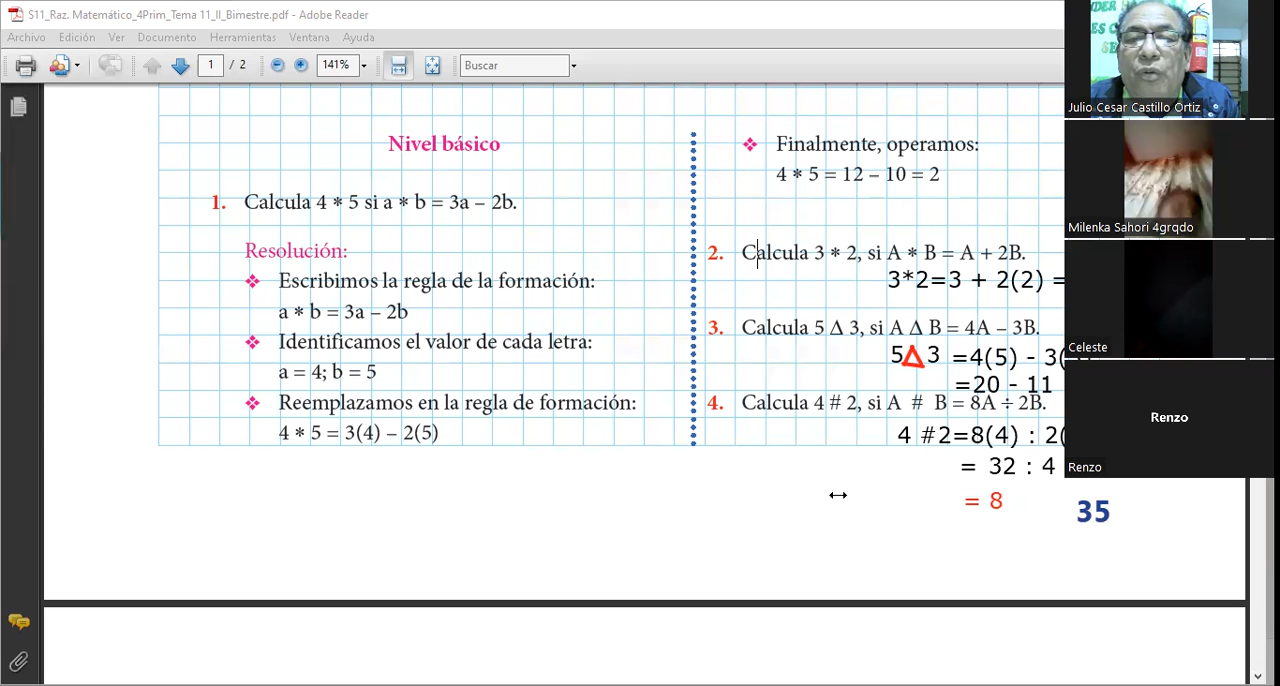 S11_Raz. Matemático_4Prim_Tema 11_II_Bimestre.pdf - Adobe Reader
Archivo Edición Ver Documento Herramientas Ventana Ayuda
1 / 2 141% Buscar
Nivel básico
1. Calcula 4 * 5 si a * b = 3a – 2b.
Resolución:
❖ Escribimos la regla de la formación:
a * b = 3a – 2b
❖ Identificamos el valor de cada letra:
a = 4; b = 5
❖ Reemplazamos en la regla de formación:
4 * 5 = 3(4) – 2(5)
❖ Finalmente, operamos:
4 * 5 = 12 – 10 = 2
2. Calcula 3 * 2, si A * B = A + 2B.
3*2=3 + 2(2) =
3. Calcula 5 Δ 3, si A Δ B = 4A – 3B.
5Δ3 =4(5) - 3(
=20 - 11
4. Calcula 4 # 2, si A # B = 8A ÷ 2B.
4 #2=8(4) : 2(
= 32 : 4
= 8
35
Julio Cesar Castillo Ortiz
Milenka Sahori 4grqdo
Celeste
Renzo
Renzo